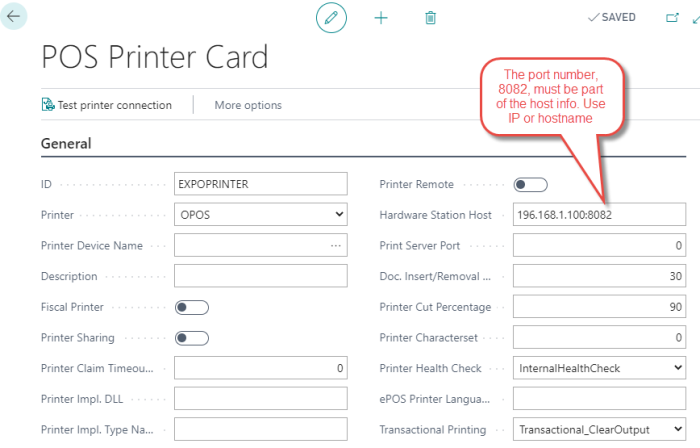 SAVED
POS Printer Card
The port number,
8082, must be part
of the host info. Use
IP or hostname
Test printer connection
More options
General
ID EXPOPRINTER
Printer OPOS
Printer Device Name ...
Description
Fiscal Printer
Printer Sharing
Printer Claim Timeou... 0
Printer Impl. DLL
Printer Impl. Type Na...
Printer Remote
Hardware Station Host 196.168.1.100:8082
Print Server Port 0
Doc. Insert/Removal ... 30
Printer Cut Percentage 90
Printer Characterset 0
Printer Health Check InternalHealthCheck
ePOS Printer Langua...
Transactional Printing Transactional_ClearOutput